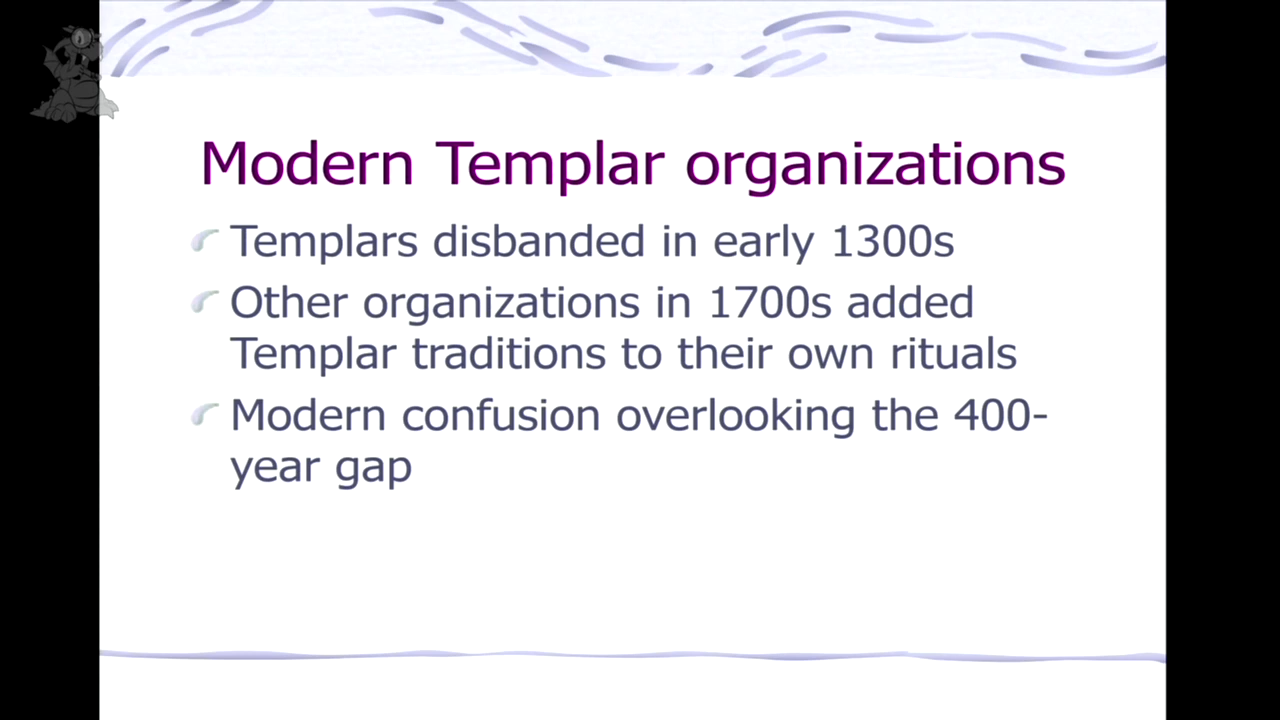 Modern Templar organizations
Templars disbanded in early 1300s
Other organizations in 1700s added
Templar traditions to their own rituals
Modern confusion overlooking the 400-
year gap